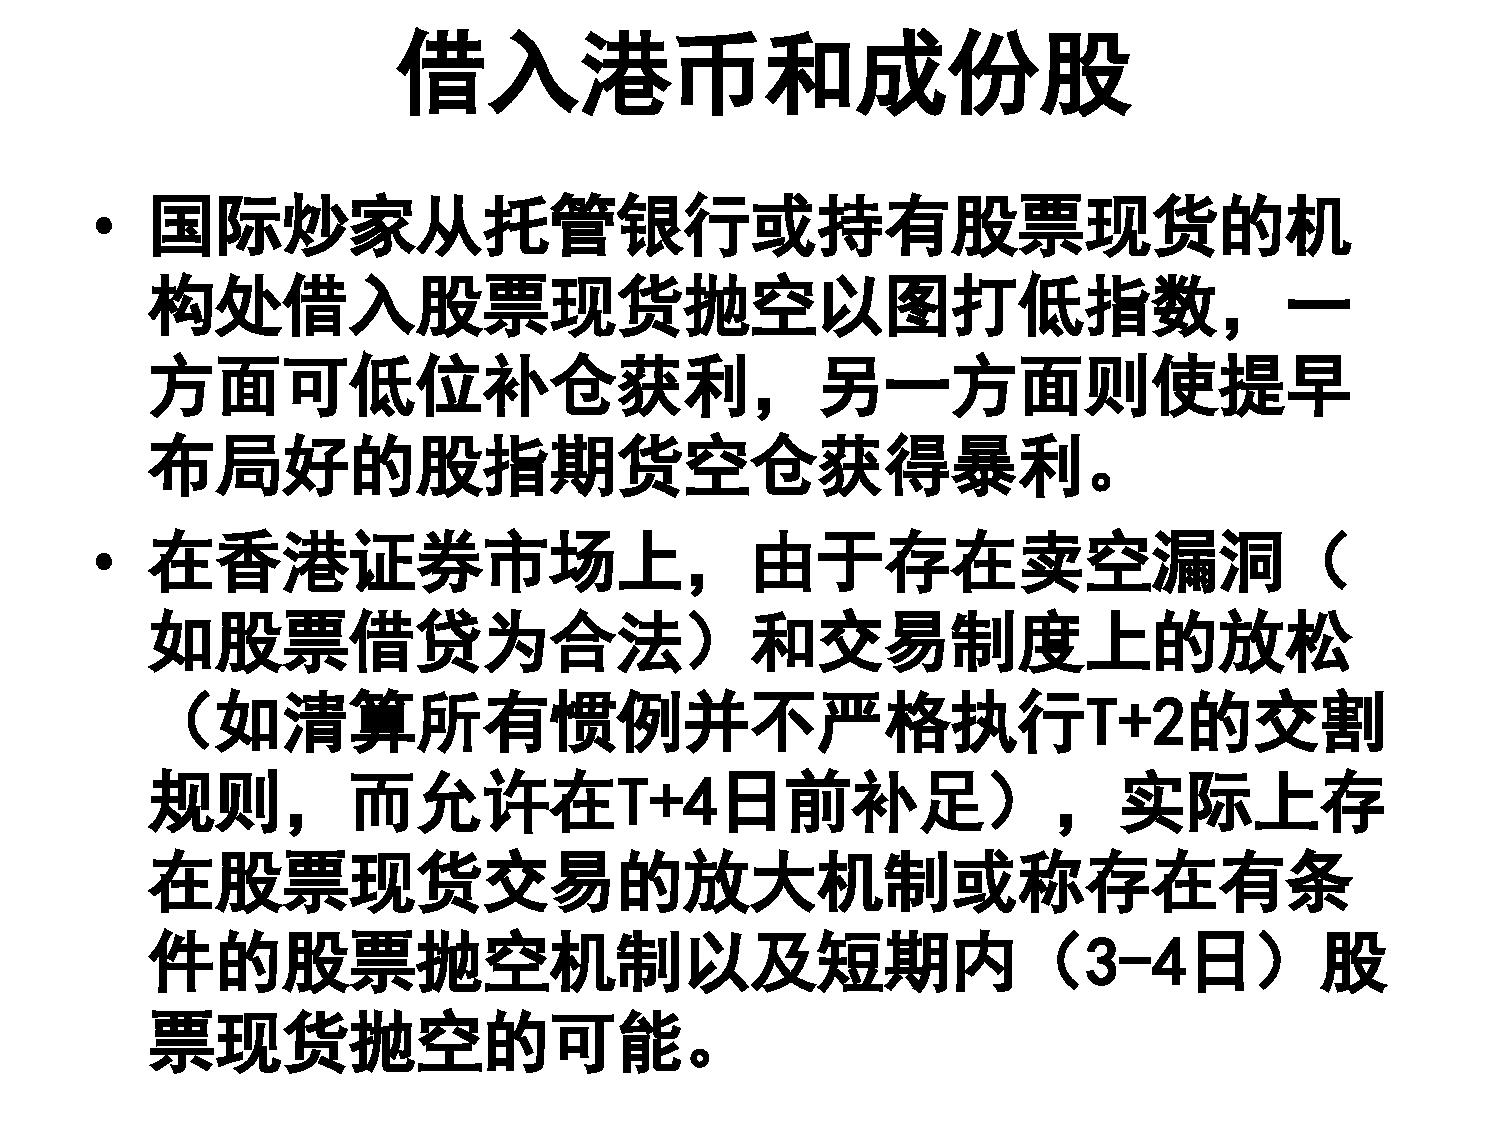 借入港币和成份股
• 国际炒家从托管银行或持有股票现货的机
构处借入股票现货抛空以图打低指数，一
方面可低位补仓获利，另一方面则使提早
布局好的股指期货空仓获得暴利。
• 在香港证券市场上，由于存在卖空漏洞（
如股票借贷为合法）和交易制度上的放松
（如清算所有惯例并不严格执行T+2的交割
规则，而允许在T+4日前补足），实际上存
在股票现货交易的放大机制或称存在有条
件的股票抛空机制以及短期内（3-4日）股
票现货抛空的可能。